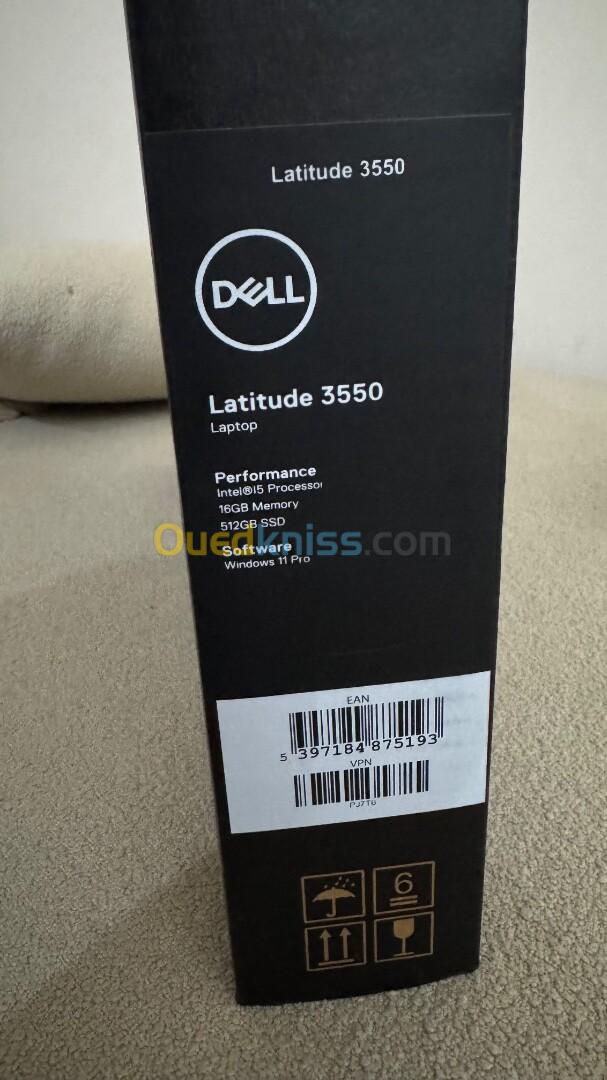 Latitude 3550
DELL
Latitude 3550
Laptop
Performance
Intel®I5 Processor
16GB Memory
512GB SSD
Ouedkniss.com
Software
Windows 11 Pro
EAN
5 397184 875193
VPN
PJ7T6
6